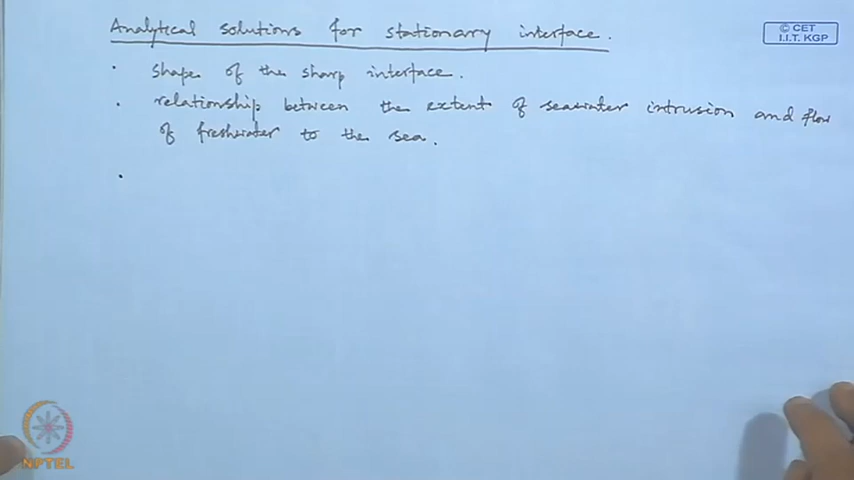 Analytical solutions for stationary interface.
© CET
I.I.T. KGP
· shape of the sharp interface.
· relationship between the extent of seawater intrusion and flow
of freshwater to the sea.
·
NPTEL